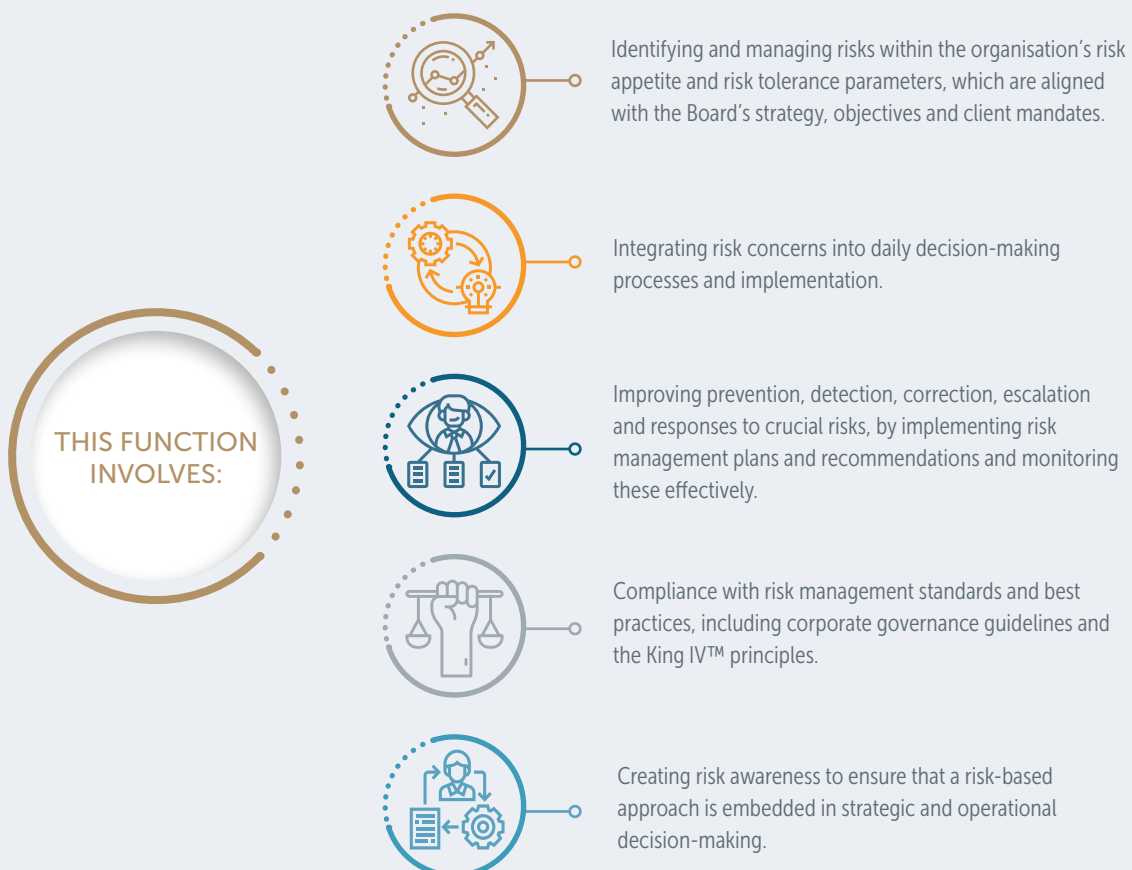 THIS FUNCTION
INVOLVES:
Identifying and managing risks within the organisation’s risk
appetite and risk tolerance parameters, which are aligned
with the Board’s strategy, objectives and client mandates.
Integrating risk concerns into daily decision-making
processes and implementation.
Improving prevention, detection, correction, escalation
and responses to crucial risks, by implementing risk
management plans and recommendations and monitoring
these effectively.
Compliance with risk management standards and best
practices, including corporate governance guidelines and
the King IV™ principles.
Creating risk awareness to ensure that a risk-based
approach is embedded in strategic and operational
decision-making.